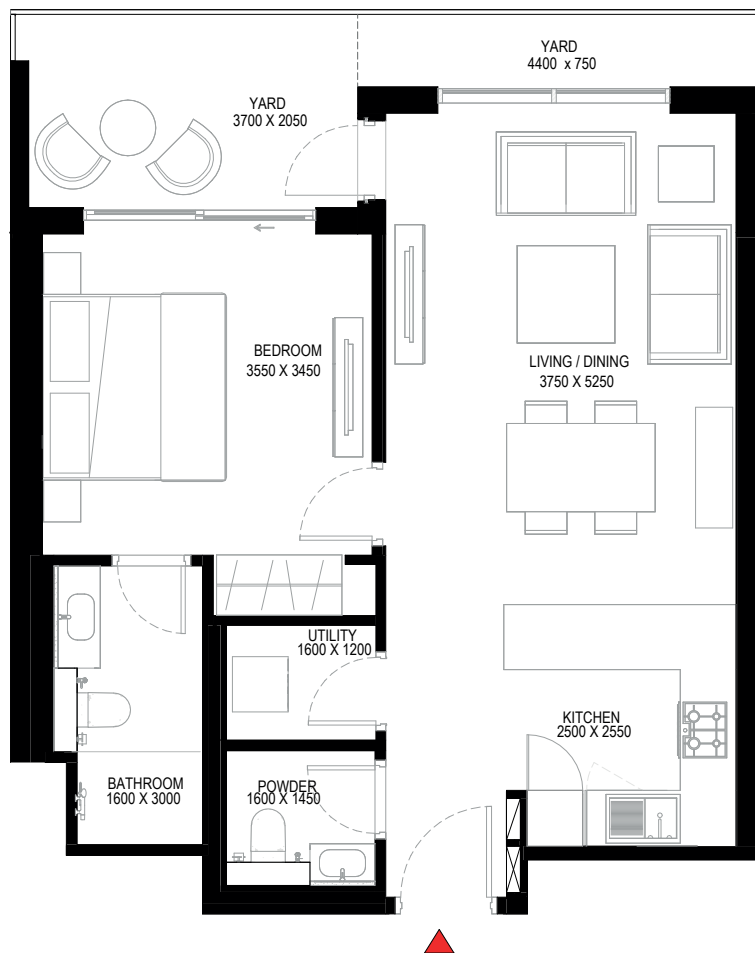 YARD
4400 x 750
YARD
3700 X 2050
BEDROOM
3550 X 3450
LIVING / DINING
3750 X 5250
UTILITY
1600 X 1200
KITCHEN
2500 X 2550
BATHROOM
1600 X 3000
POWDER
1600 X 1450